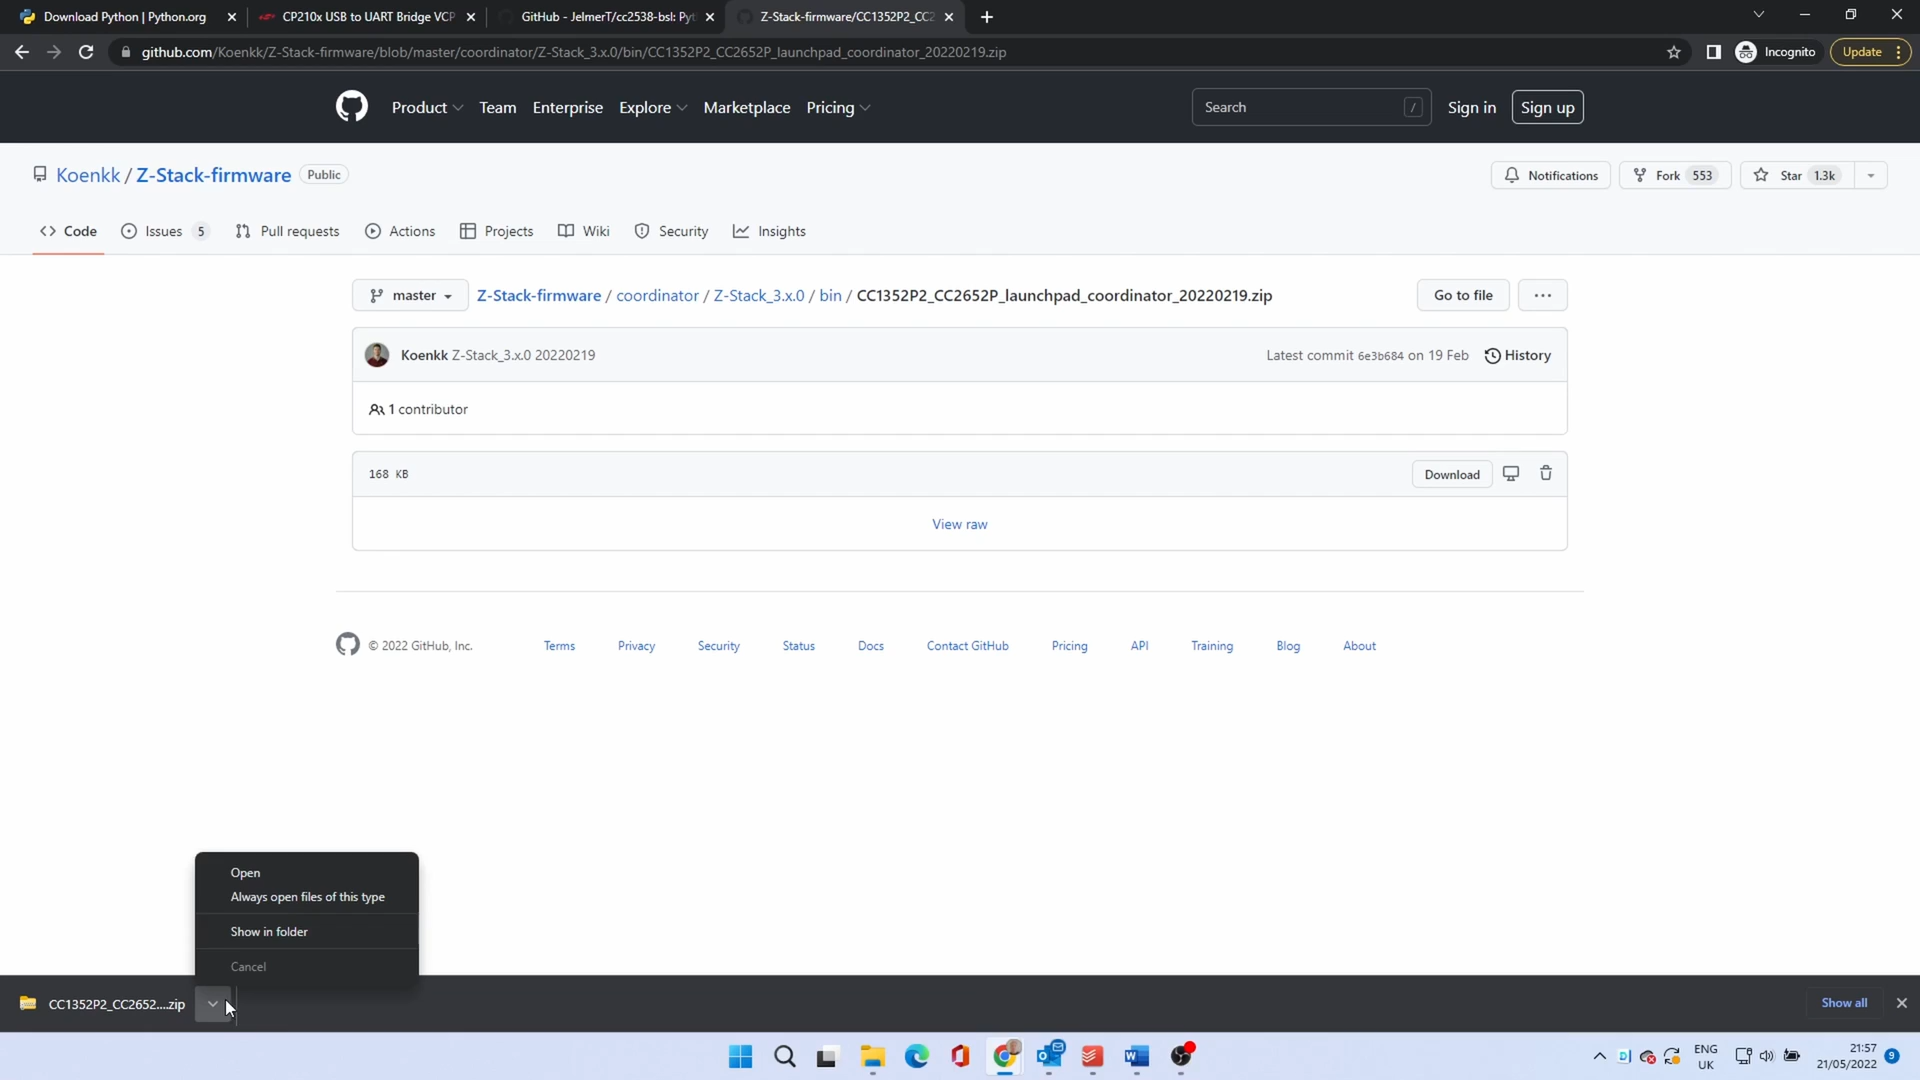 Download Python | Python.org
CP210x USB to UART Bridge VCP
GitHub - JelmerT/cc2538-bsl: Pyt
Z-Stack-firmware/CC1352P2_CC2
github.com/Koenkk/Z-Stack-firmware/blob/master/coordinator/Z-Stack_3.x.0/bin/CC1352P2_CC2652P_launchpad_coordinator_20220219.zip
Incognito
Update
Product
Team
Enterprise
Explore
Marketplace
Pricing
Search
/
Sign in
Sign up
Koenkk / Z-Stack-firmware Public
Notifications
Fork 553
Star 1.3k
Code
Issues 5
Pull requests
Actions
Projects
Wiki
Security
Insights
master
Z-Stack-firmware / coordinator / Z-Stack_3.x.0 / bin / CC1352P2_CC2652P_launchpad_coordinator_20220219.zip
Go to file
Koenkk Z-Stack_3.x.0 20220219
Latest commit 6e3b684 on 19 Feb
History
1 contributor
168 KB
Download
View raw
© 2022 GitHub, Inc.
Terms
Privacy
Security
Status
Docs
Contact GitHub
Pricing
API
Training
Blog
About
Open
Always open files of this type
Show in folder
Cancel
CC1352P2_CC2652....zip
Show all
ENG
UK
21:57
21/05/2022
9